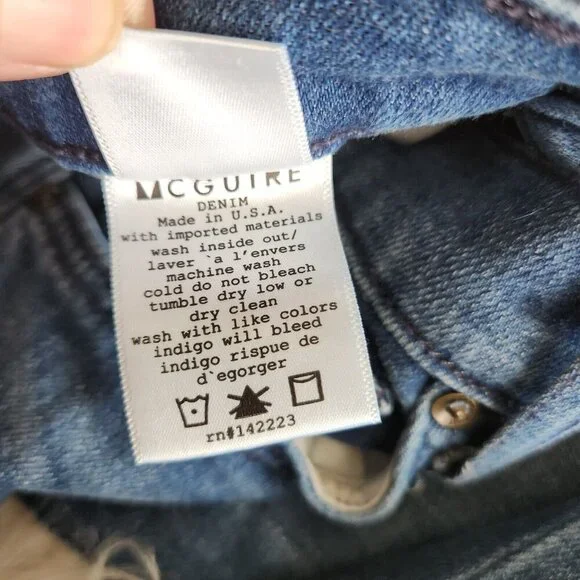 MCGUIRE
DENIM
Made in U.S.A.
with imported materials
wash inside out/
laver `a l'envers
machine wash
cold do not bleach
tumble dry low or
dry clean
wash with like colors
indigo will bleed
indigo rispue de
d`egorger
rn#142223